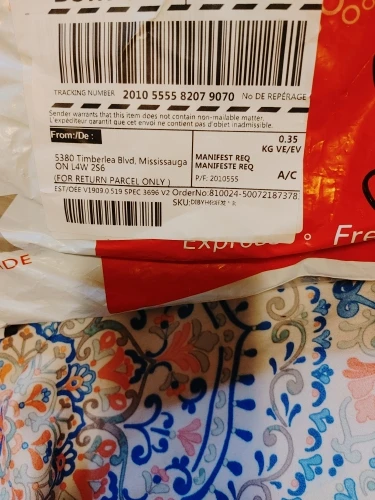 TRACKING NUMBER 2010 5555 8207 9070 No DE REPÉRAGE
Sender warrants that this item does not contain non-mailable matter.
L'expéditeur garantit que cet envoi ne contient pas d'objet inadmissible.
From:/De :
5380 Timberlea Blvd, Mississauga
ON L4W 2S6
(FOR RETURN PARCEL ONLY)
0.35
KG VE/EV
MANIFEST REQ
MANIFESTE REQ
P/F: 2010555
A/C
EST/OEE V1909.0.519 SPEC 3696 v2 OrderNo:810024-50072187378
SKU:
Express
Fre
DE